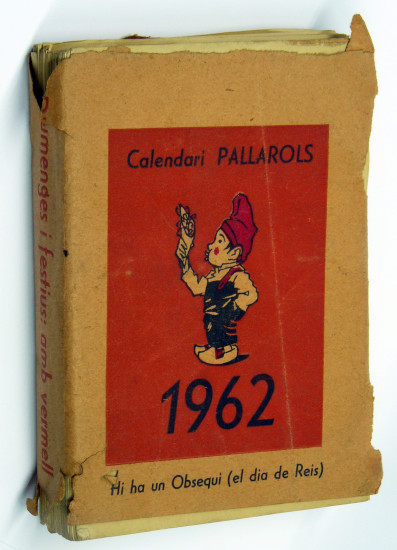 Calendari PALLAROLS
1962
Hi ha un Obsequi (el dia de Reis)
Diumenges i festius: amb vermell